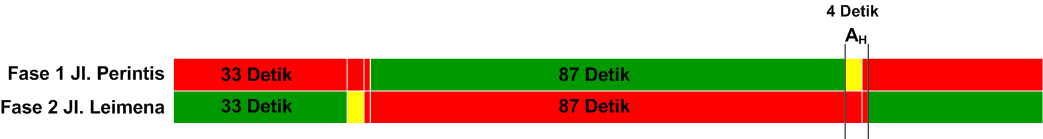 4 Detik
AH
Fase 1 Jl. Perintis 33 Detik 87 Detik
Fase 2 Jl. Leimena 33 Detik 87 Detik